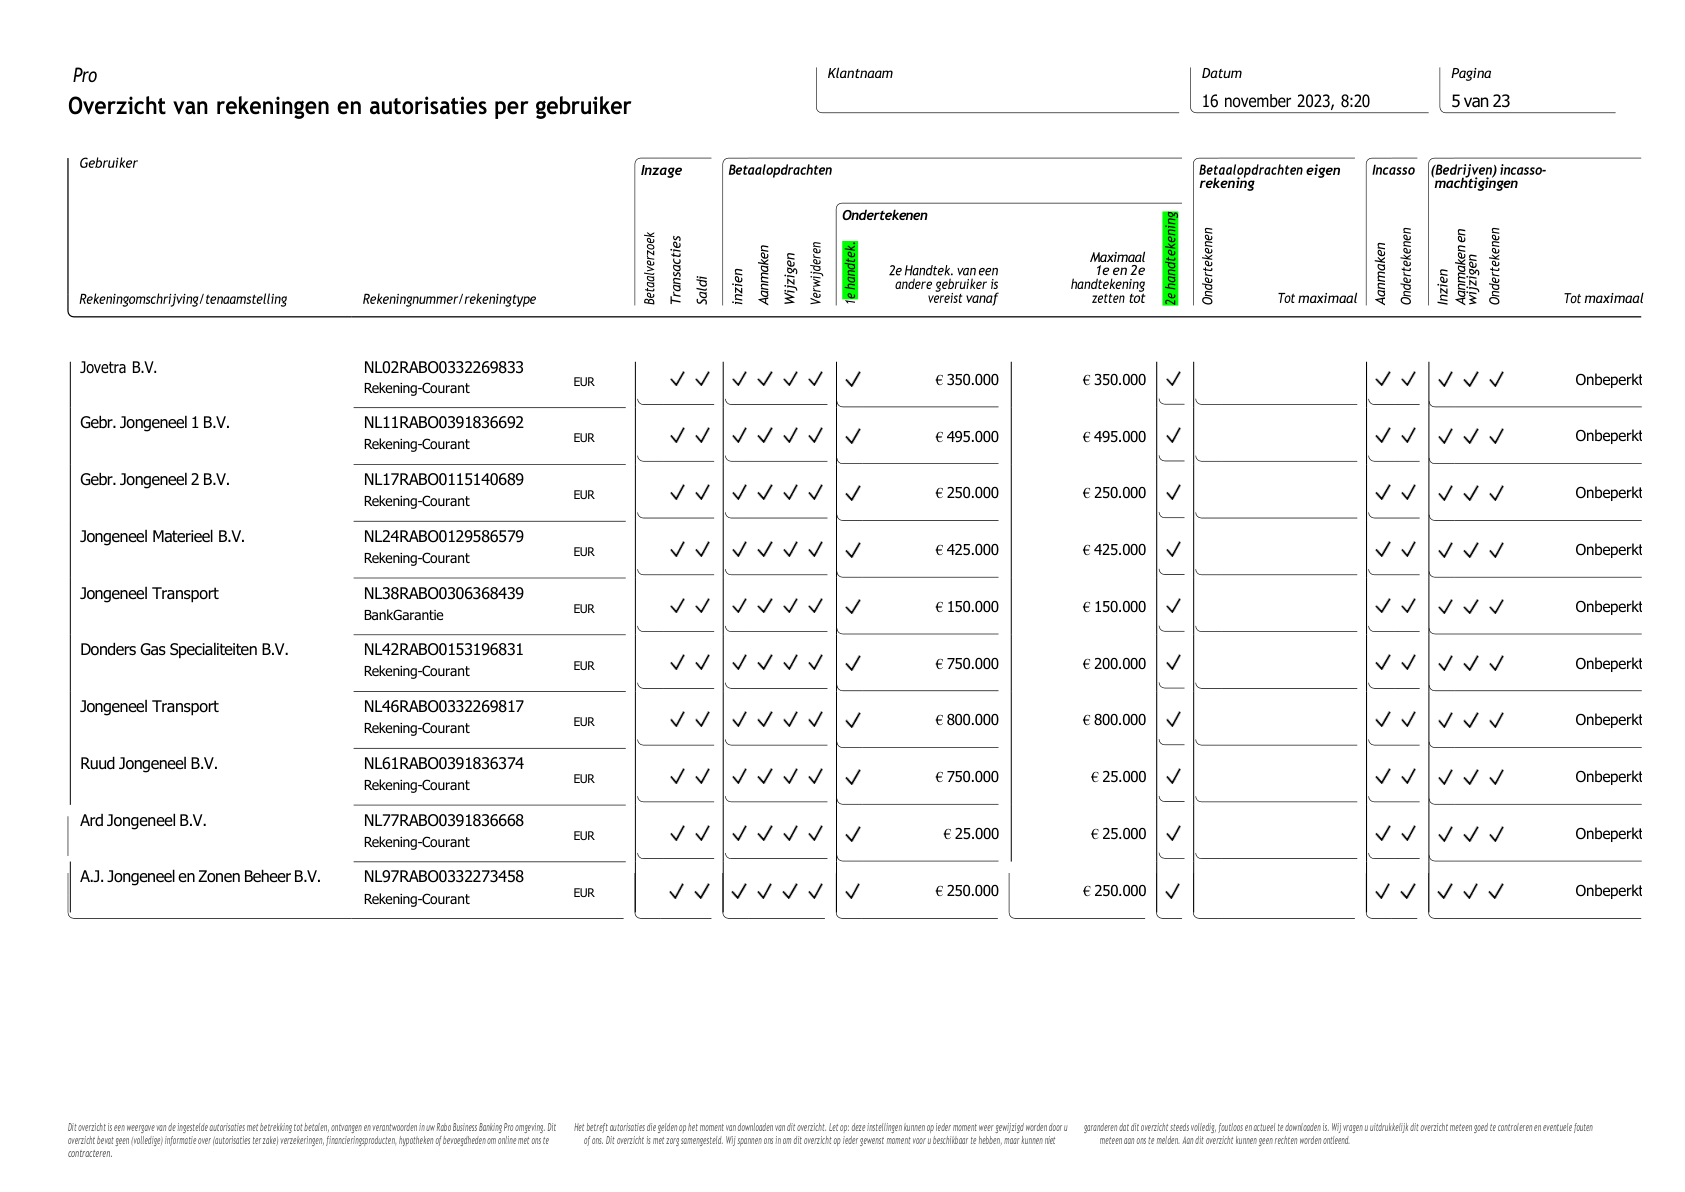 Pro
Overzicht van rekeningen en autorisaties per gebruiker
Klantnaam
Datum
16 november 2023, 8:20
Pagina
5 van 23
Gebruiker
Rekeningomschrijving/tenaamstelling
Rekeningnummer/rekeningtype
Inzage
Betaalverzoek
Transacties
Saldi
Betaalopdrachten
inzien
Aanmaken
Wijzigen
Verwijderen
Ondertekenen
1e handtek.
2e Handtek. van een
andere gebruiker is
vereist vanaf
Maximaal
1e en 2e
handtekening
zetten tot
2e handtekening
Betaalopdrachten eigen
rekening
Ondertekenen
Tot maximaal
Incasso
Aanmaken
Ondertekenen
(Bedrijven) incasso-
machtigingen
Inzien
Aanmaken en
wijzigen
Ondertekenen
Tot maximaal
Jovetra B.V. NL02RABO0332269833
Rekening-Courant EUR ✓ ✓ ✓ ✓ ✓ ✓ ✓ € 350.000 € 350.000 ✓ ✓ ✓ ✓ ✓ ✓ Onbeperkt
Gebr. Jongeneel 1 B.V. NL11RABO0391836692
Rekening-Courant EUR ✓ ✓ ✓ ✓ ✓ ✓ ✓ € 495.000 € 495.000 ✓ ✓ ✓ ✓ ✓ ✓ Onbeperkt
Gebr. Jongeneel 2 B.V. NL17RABO0115140689
Rekening-Courant EUR ✓ ✓ ✓ ✓ ✓ ✓ ✓ € 250.000 € 250.000 ✓ ✓ ✓ ✓ ✓ ✓ Onbeperkt
Jongeneel Materieel B.V. NL24RABO0129586579
Rekening-Courant EUR ✓ ✓ ✓ ✓ ✓ ✓ ✓ € 425.000 € 425.000 ✓ ✓ ✓ ✓ ✓ ✓ Onbeperkt
Jongeneel Transport NL38RABO0306368439
BankGarantie EUR ✓ ✓ ✓ ✓ ✓ ✓ ✓ € 150.000 € 150.000 ✓ ✓ ✓ ✓ ✓ ✓ Onbeperkt
Donders Gas Specialiteiten B.V. NL42RABO0153196831
Rekening-Courant EUR ✓ ✓ ✓ ✓ ✓ ✓ ✓ € 750.000 € 200.000 ✓ ✓ ✓ ✓ ✓ ✓ Onbeperkt
Jongeneel Transport NL46RABO0332269817
Rekening-Courant EUR ✓ ✓ ✓ ✓ ✓ ✓ ✓ € 800.000 € 800.000 ✓ ✓ ✓ ✓ ✓ ✓ Onbeperkt
Ruud Jongeneel B.V. NL61RABO0391836374
Rekening-Courant EUR ✓ ✓ ✓ ✓ ✓ ✓ ✓ € 750.000 € 25.000 ✓ ✓ ✓ ✓ ✓ ✓ Onbeperkt
Ard Jongeneel B.V. NL77RABO0391836668
Rekening-Courant EUR ✓ ✓ ✓ ✓ ✓ ✓ ✓ € 25.000 € 25.000 ✓ ✓ ✓ ✓ ✓ ✓ Onbeperkt
A.J. Jongeneel en Zonen Beheer B.V. NL97RABO0332273458
Rekening-Courant EUR ✓ ✓ ✓ ✓ ✓ ✓ ✓ € 250.000 € 250.000 ✓ ✓ ✓ ✓ ✓ ✓ Onbeperkt
Dit overzicht is een weergave van de ingestelde autorisaties met betrekking tot betalen, ontvangen en verantwoorden in uw Rabo Business Banking Pro omgeving. Dit
overzicht bevat geen (volledige) informatie over (autorisaties ter zake) verzekeringen, financieringsproducten, hypotheken of bevoegdheden om online met ons te
contracteren.
Het betreft autorisaties die gelden op het moment van downloaden van dit overzicht. Let op: deze instellingen kunnen op ieder moment weer gewijzigd worden door u
of ons. Dit overzicht is met zorg samengesteld. Wij spannen ons in om dit overzicht op ieder gewenst moment voor u beschikbaar te hebben, maar kunnen niet
garanderen dat dit overzicht steeds volledig, foutloos en actueel te downloaden is. Wij vragen u uitdrukkelijk dit overzicht meteen goed te controleren en eventuele fouten
meteen aan ons te melden. Aan dit overzicht kunnen geen rechten worden ontleend.